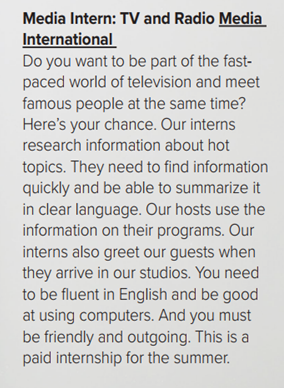 Media Intern: TV and Radio Media
International
Do you want to be part of the fast-
paced world of television and meet
famous people at the same time?
Here's your chance. Our interns
research information about hot
topics. They need to find information
quickly and be able to summarize it
in clear language. Our hosts use the
information on their programs. Our
interns also greet our guests when
they arrive in our studios. You need
to be fluent in English and be good
at using computers. And you must
be friendly and outgoing. This is a
paid internship for the summer.